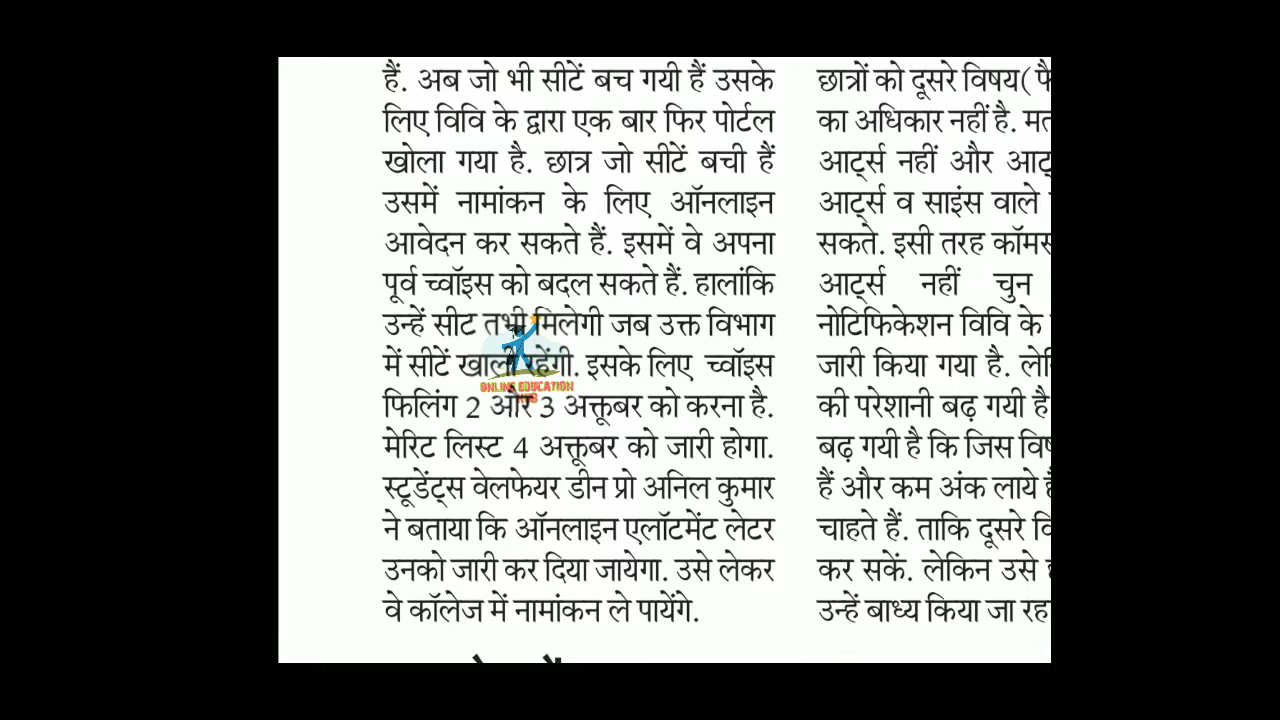 हैं. अब जो भी सीटें बच गयी हैं उसके
लिए विवि के द्वारा एक बार फिर पोर्टल
खोला गया है. छात्र जो सीटें बची हैं
उसमें नामांकन के लिए ऑनलाइन
आवेदन कर सकते हैं. इसमें वे अपना
पूर्व च्वॉइस को बदल सकते हैं. हालांकि
उन्हें सीट तभी मिलेगी जब उक्त विभाग
में सीटें खाली रहेंगी. इसके लिए च्वॉइस
फिलिंग 2 और 3 अक्तूबर को करना है.
मेरिट लिस्ट 4 अक्तूबर को जारी होगा.
स्टूडेंट्स वेलफेयर डीन प्रो अनिल कुमार
ने बताया कि ऑनलाइन एलॉटमेंट लेटर
उनको जारी कर दिया जायेगा. उसे लेकर
वे कॉलेज में नामांकन ले पायेंगे.
छात्रों को दूसरे विषय(
का अधिकार नहीं है.
आर्ट्स नहीं और
आर्ट्स व साइंस वाले
सकते. इसी तरह
आर्ट्स नहीं चुन
नोटिफिकेशन विवि के
जारी किया गया है.
की परेशानी बढ़ गयी है
बढ़ गयी है कि जिस
हैं और कम अंक लाये
चाहते हैं. ताकि दूसरे
कर सकें. लेकिन उसे
उन्हें बाध्य किया जा
ONLINE EDUCATION
HUB